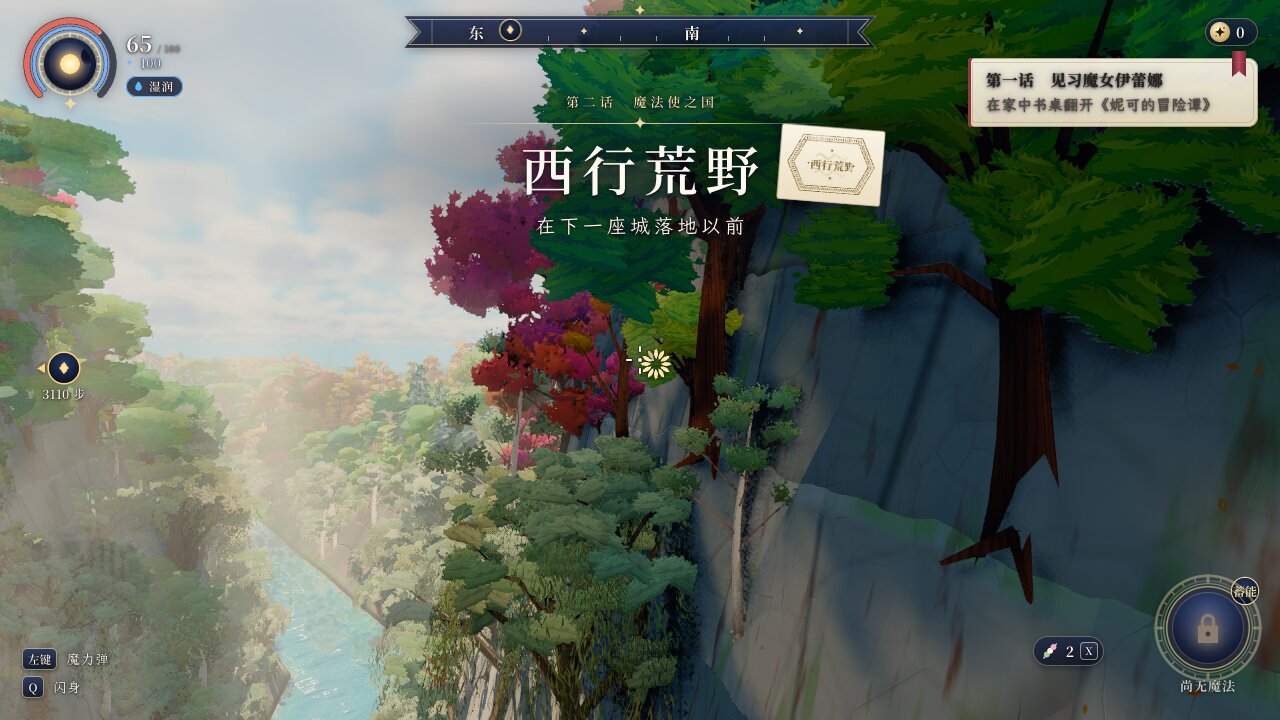 65 / 100
100
湿润
东
南
0
第一话 见习魔女伊蕾娜
在家中书桌翻开《妮可的冒险谭》
第二话 魔法使之国
西行荒野
西行荒野
在下一座城落地以前
3110 步
左键 魔力弹
Q 闪身
2 X
蓄能
尚无魔法